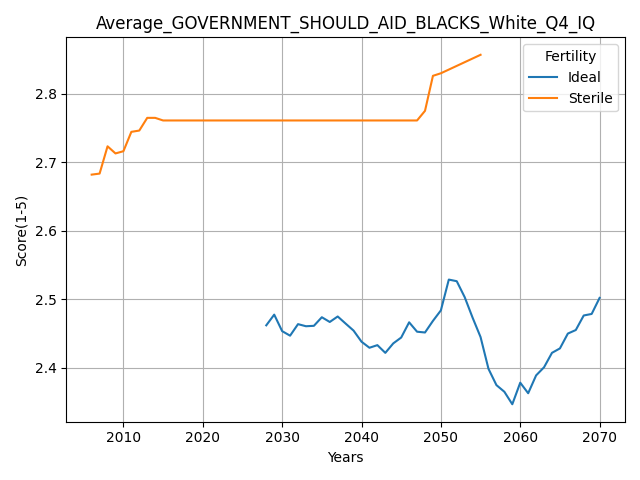 Average_GOVERNMENT_SHOULD_AID_BLACKS_White_Q4_IQ
Fertility
Ideal
Sterile
Score(1-5)
2.8
2.7
2.6
2.5
2.4
2010 2020 2030 2040 2050 2060 2070
Years